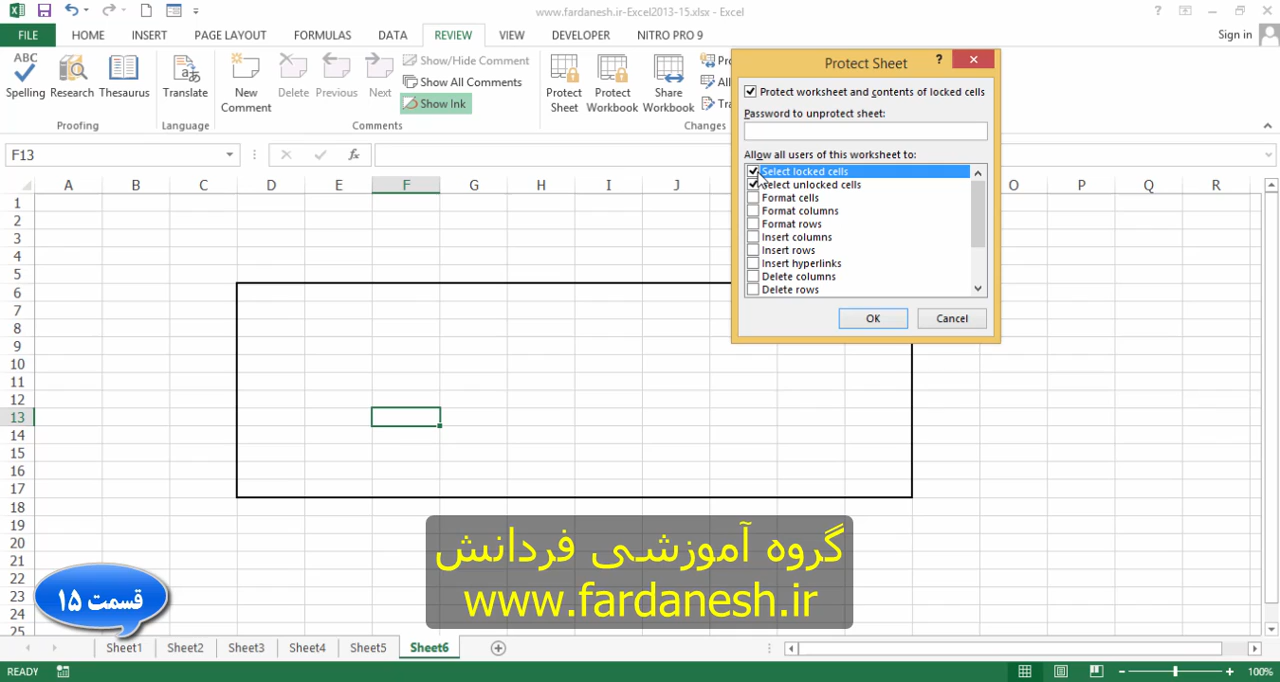 www.fardanesh.ir-Excel2013-15.xlsx - Excel
FILE HOME INSERT PAGE LAYOUT FORMULAS DATA REVIEW VIEW DEVELOPER NITRO PRO 9
Sign in
ABC
Spelling Research Thesaurus
Proofing
Translate
Language
New Comment
Delete Previous Next
Show/Hide Comment
Show All Comments
Show Ink
Comments
Protect Sheet
Protect Workbook
Share Workbook
Pro
All
Tra
Changes
Protect Sheet
Protect worksheet and contents of locked cells
Password to unprotect sheet:
Allow all users of this worksheet to:
Select locked cells
Select unlocked cells
Format cells
Format columns
Format rows
Insert columns
Insert rows
Insert hyperlinks
Delete columns
Delete rows
OK Cancel
F13
fx
A B C D E F G H I J O P Q R
1
2
3
4
5
6
7
8
9
10
11
12
13
14
15
16
17
18
19
20
21
22
23
24
25
گروه آموزشی فردانش
www.fardanesh.ir
قسمت ۱۵
Sheet1 Sheet2 Sheet3 Sheet4 Sheet5 Sheet6
READY
100%